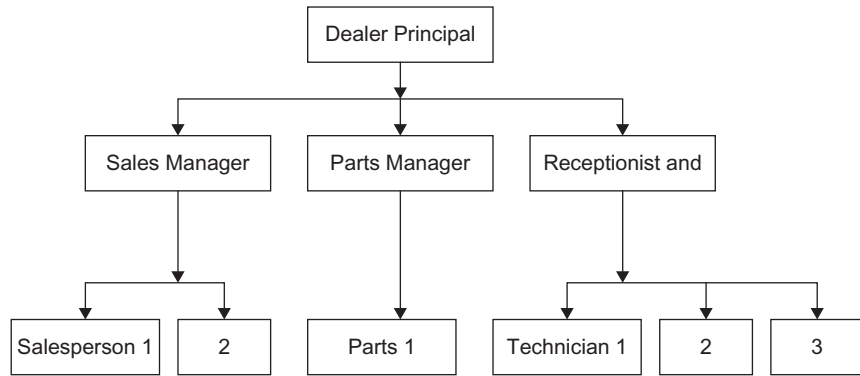 Dealer Principal
Sales Manager
Parts Manager
Receptionist and
Salesperson 1
2
Parts 1
Technician 1
2
3